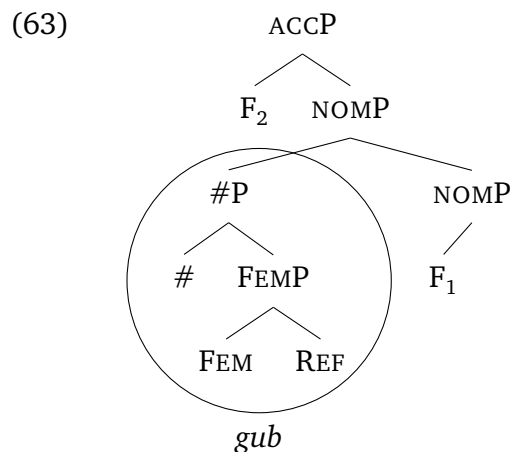 (63)
ACCP
F₂ NOMP
#P NOMP
# FEMP F₁
FEM REF
gub